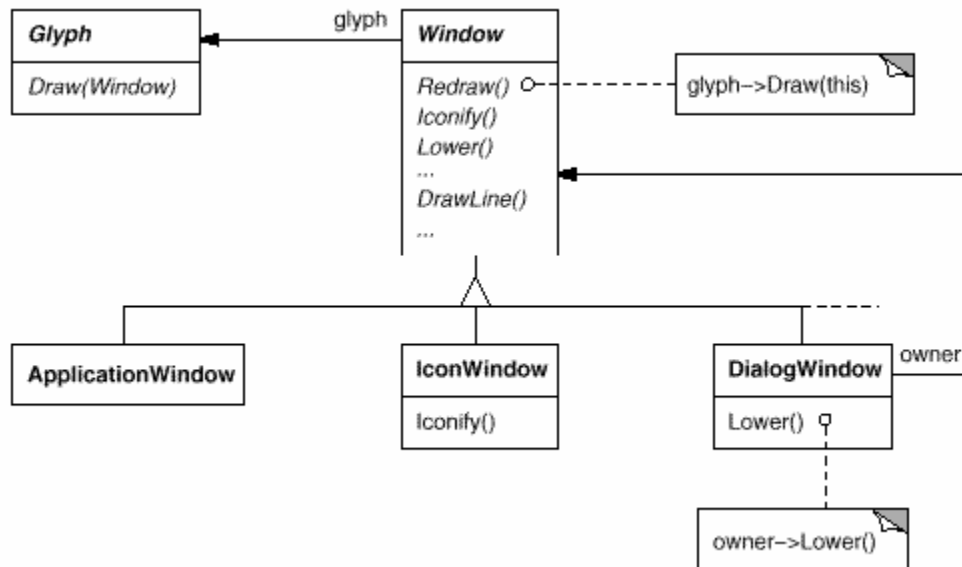 Glyph
Draw(Window)
glyph
Window
Redraw()
Iconify()
Lower()
...
DrawLine()
...
glyph->Draw(this)
ApplicationWindow
IconWindow
Iconify()
DialogWindow
Lower()
owner
owner->Lower()